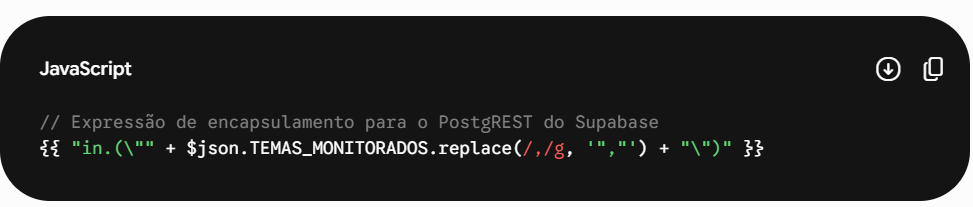 JavaScript
// Expressão de encapsulamento para o PostgREST do Supabase
{{ "in.(\"" + $json.TEMAS_MONITORADOS.replace(/,/g, '","') + "\")" }}